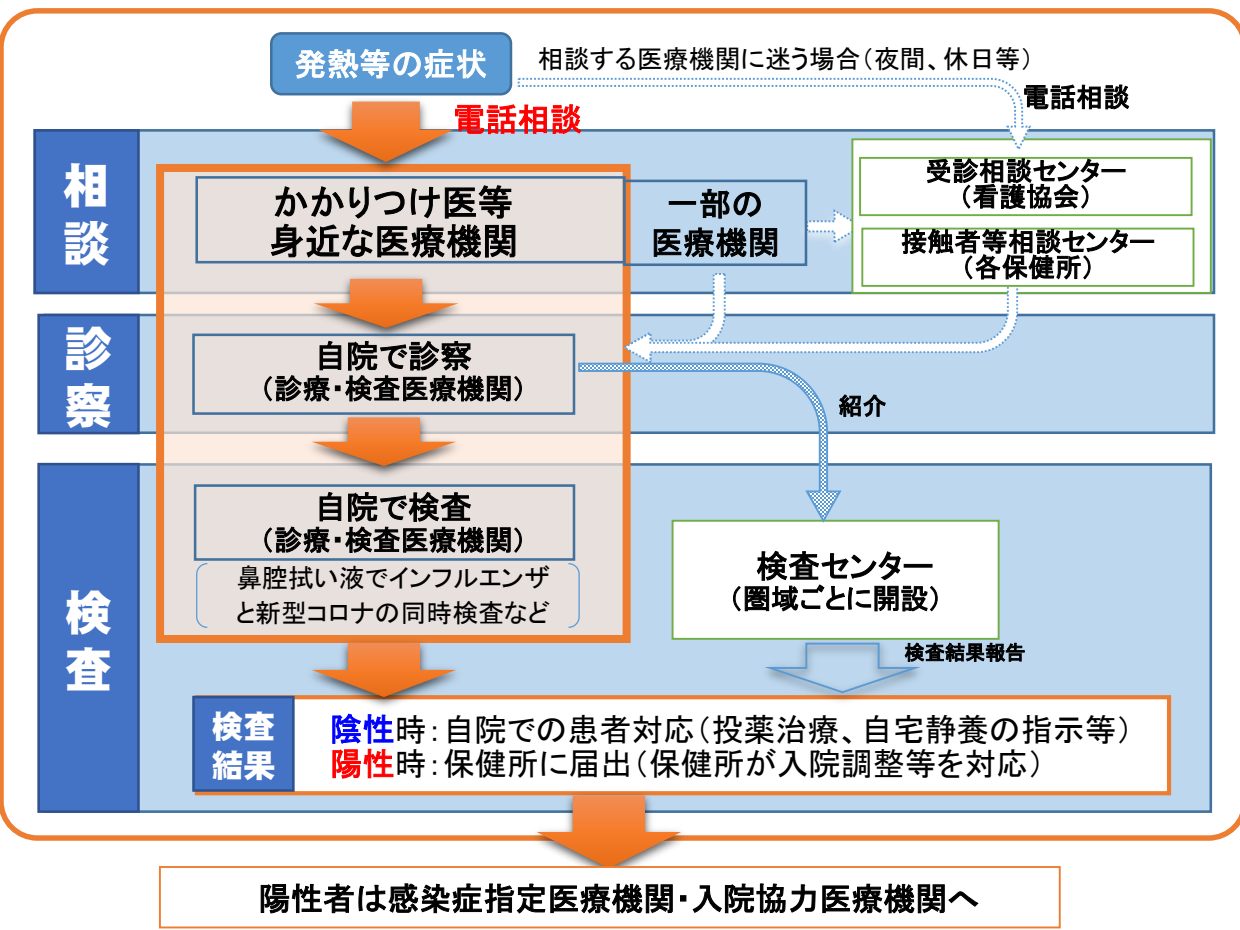 発熱等の症状
相談する医療機関に迷う場合（夜間、休日等）
電話相談
電話相談
相談
かかりつけ医等
身近な医療機関
一部の
医療機関
受診相談センター
（看護協会）
接触者等相談センター
（各保健所）
診察
自院で診察
（診療・検査医療機関）
紹介
検査
自院で検査
（診療・検査医療機関）
鼻腔拭い液でインフルエンザ
と新型コロナの同時検査など
検査センター
（圏域ごとに開設）
検査結果報告
検査
結果
陰性時：自院での患者対応（投薬治療、自宅静養の指示等）
陽性時：保健所に届出（保健所が入院調整等を対応）
陽性者は感染症指定医療機関・入院協力医療機関へ